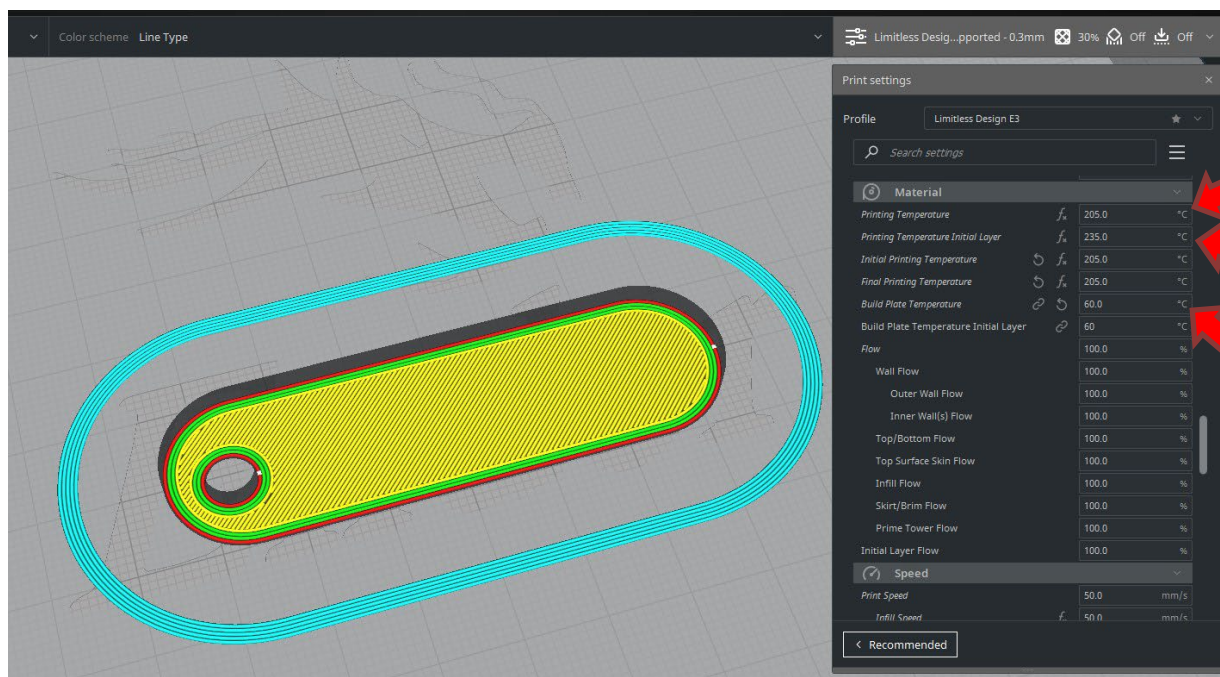 Color scheme Line Type
Limitless Desig...pported - 0.3mm 30% Off Off
Print settings
Profile Limitless Design E3
Search settings
Material
Printing Temperature 205.0 °C
Printing Temperature Initial Layer 235.0 °C
Initial Printing Temperature 205.0 °C
Final Printing Temperature 205.0 °C
Build Plate Temperature 60.0 °C
Build Plate Temperature Initial Layer 60 °C
Flow 100.0 %
Wall Flow 100.0 %
Outer Wall Flow 100.0 %
Inner Wall(s) Flow 100.0 %
Top/Bottom Flow 100.0 %
Top Surface Skin Flow 100.0 %
Infill Flow 100.0 %
Skirt/Brim Flow 100.0 %
Prime Tower Flow 100.0 %
Initial Layer Flow 100.0 %
Speed
Print Speed 50.0 mm/s
Infill Speed 50.0 mm/s
Recommended